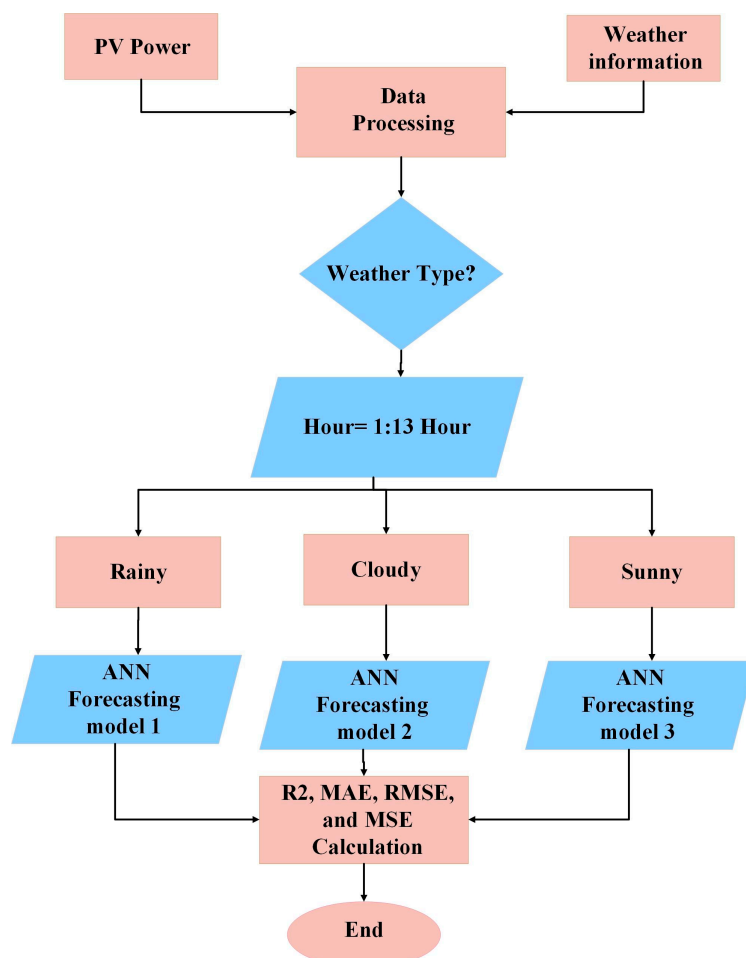 PV Power
Weather
information
Data
Processing
Weather Type?
Hour= 1:13 Hour
Rainy
Cloudy
Sunny
ANN
Forecasting
model 1
ANN
Forecasting
model 2
ANN
Forecasting
model 3
R2, MAE, RMSE,
and MSE
Calculation
End